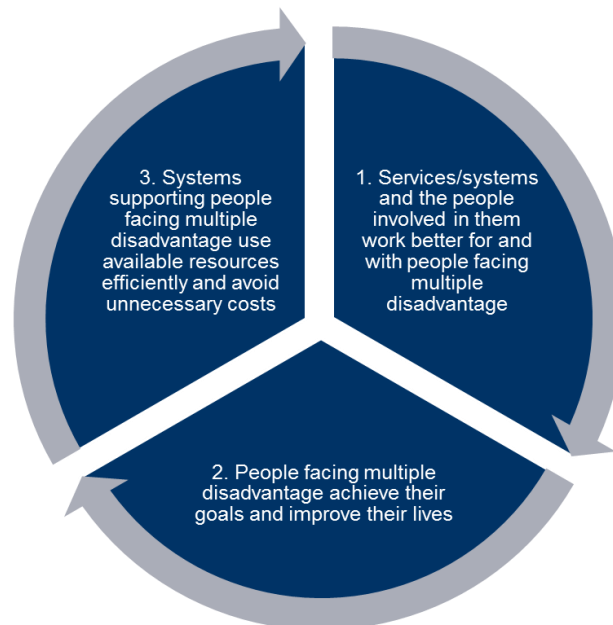 1. Services/systems
and the people
involved in them
work better for and
with people facing
multiple
disadvantage
2. People facing multiple
disadvantage achieve their
goals and improve their lives
3. Systems
supporting people
facing multiple
disadvantage use
available resources
efficiently and avoid
unnecessary costs